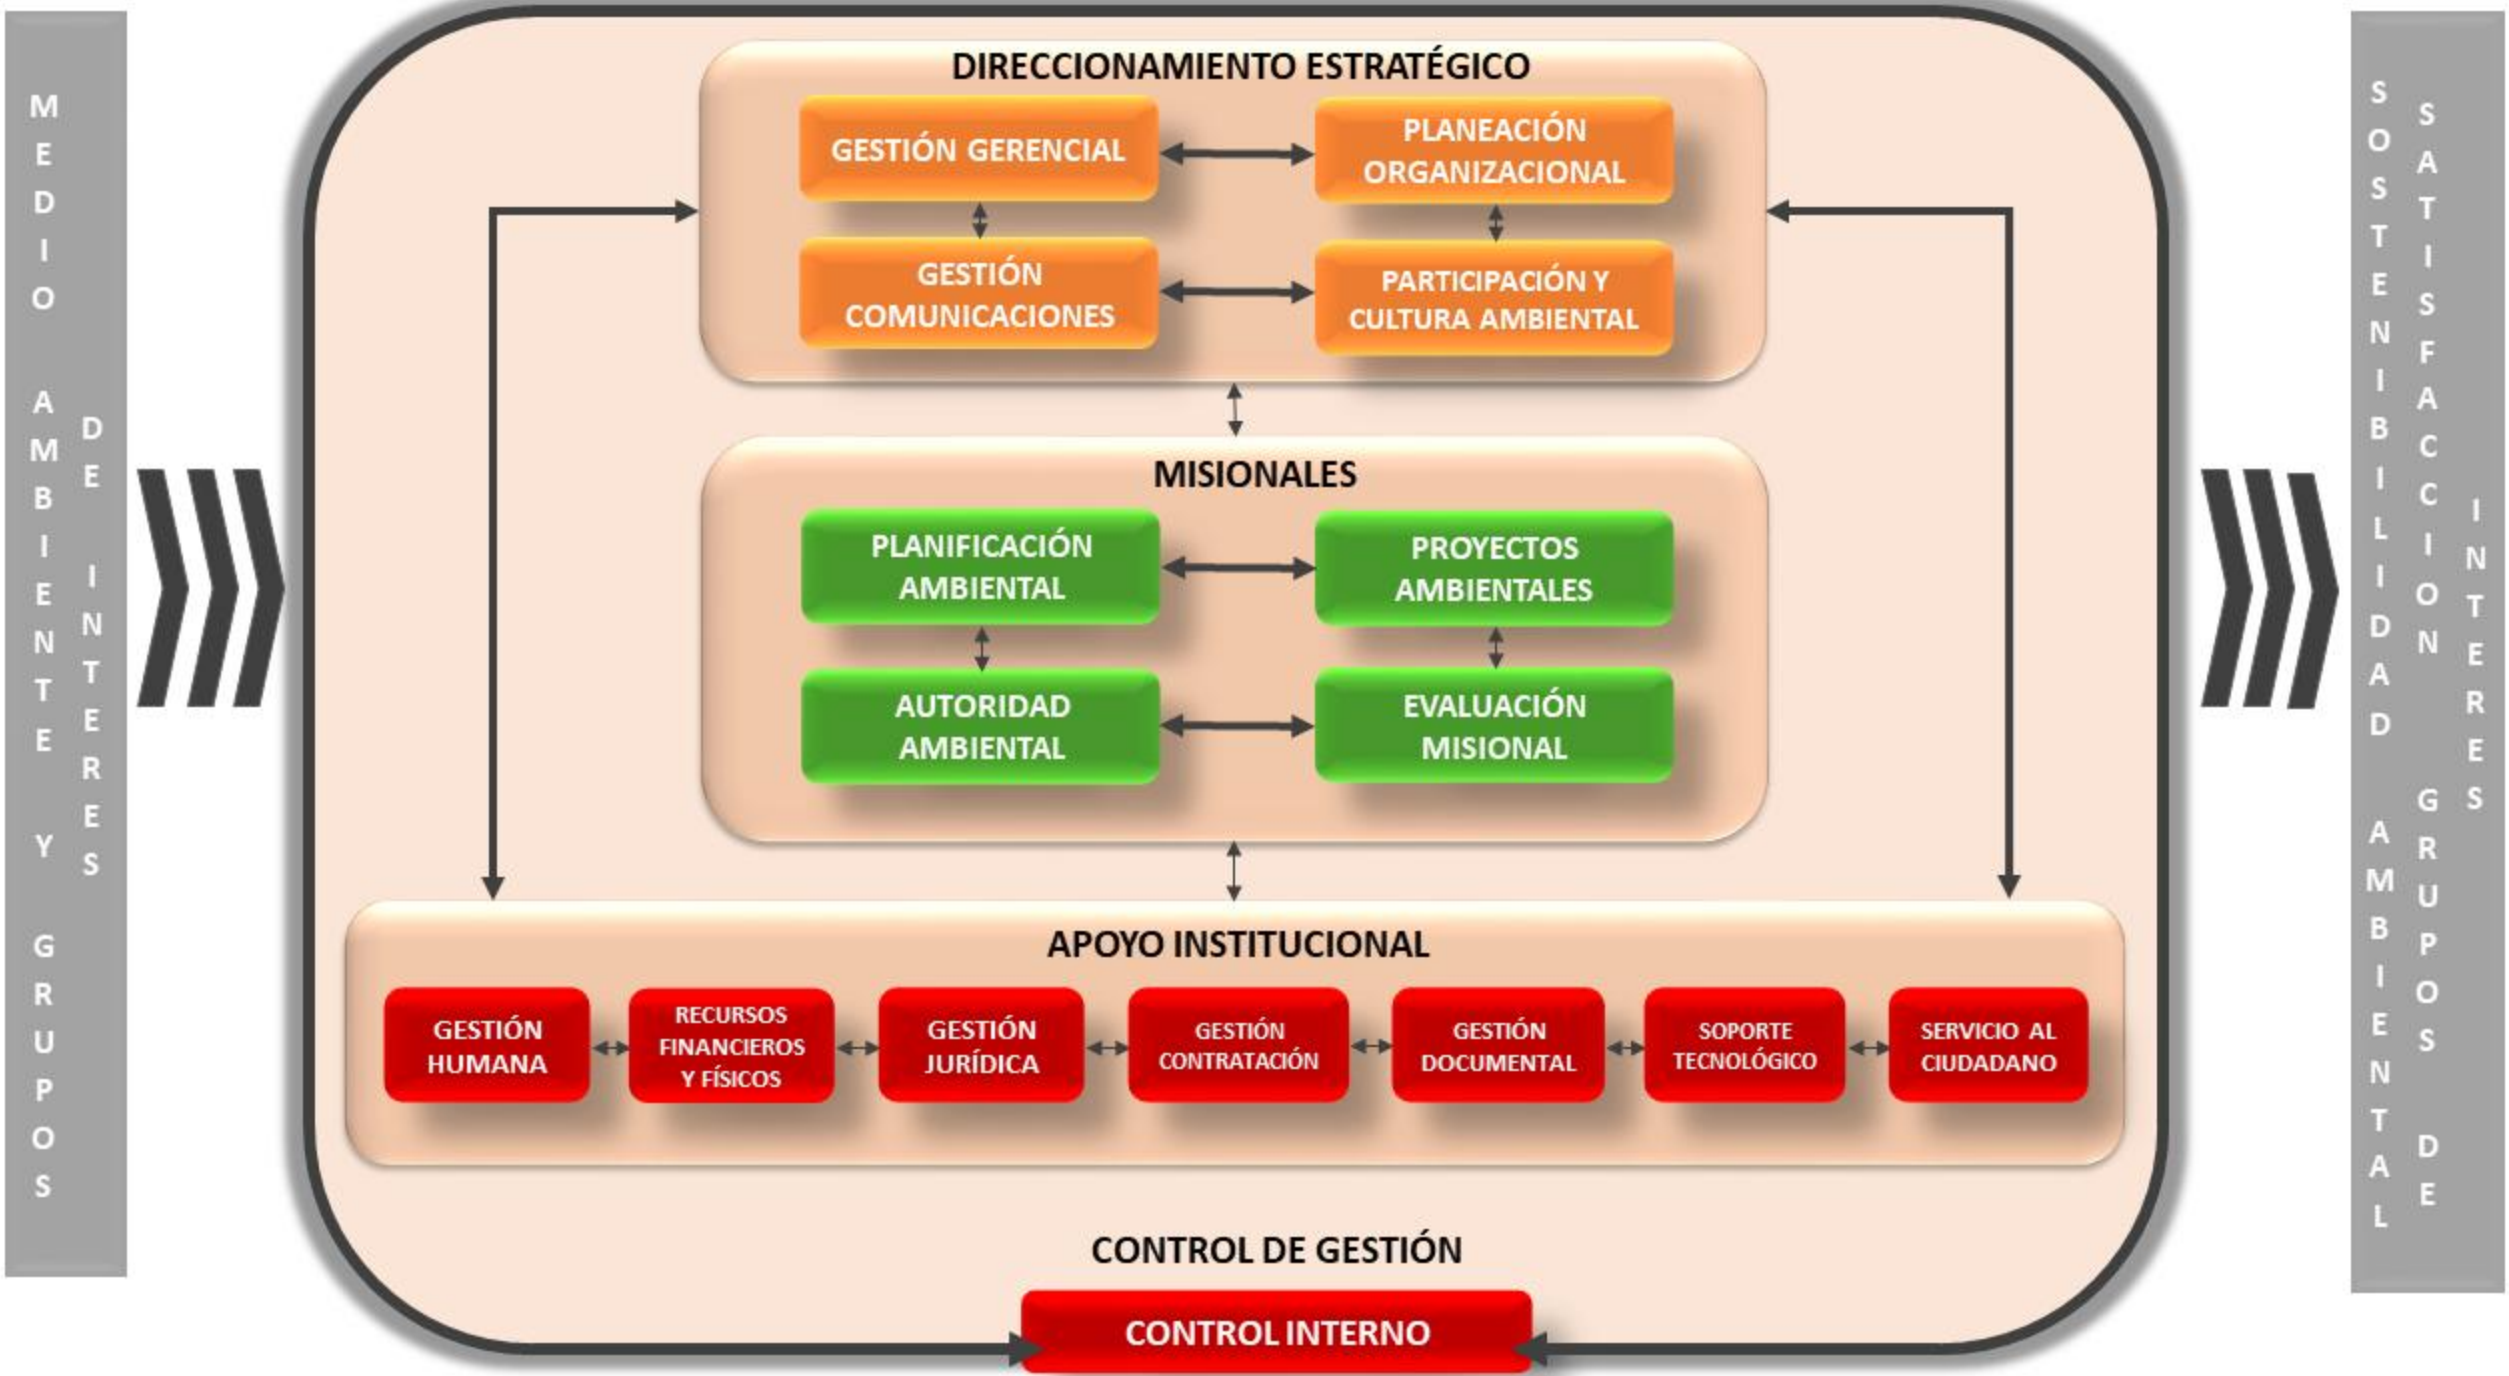 MEDIO AMBIENTE Y GRUPOS
DE INTERES
DIRECCIONAMIENTO ESTRATÉGICO
GESTIÓN GERENCIAL
PLANEACIÓN
ORGANIZACIONAL
GESTIÓN
COMUNICACIONES
PARTICIPACIÓN Y
CULTURA AMBIENTAL
MISIONALES
PLANIFICACIÓN
AMBIENTAL
PROYECTOS
AMBIENTALES
AUTORIDAD
AMBIENTAL
EVALUACIÓN
MISIONAL
APOYO INSTITUCIONAL
GESTIÓN
HUMANA
RECURSOS
FINANCIEROS
Y FÍSICOS
GESTIÓN
JURÍDICA
GESTIÓN
CONTRATACIÓN
GESTIÓN
DOCUMENTAL
SOPORTE
TECNOLÓGICO
SERVICIO AL
CIUDADANO
CONTROL DE GESTIÓN
CONTROL INTERNO
SOSTENIBILIDAD AMBIENTAL
SATISFACCION GRUPOS DE
INTERES